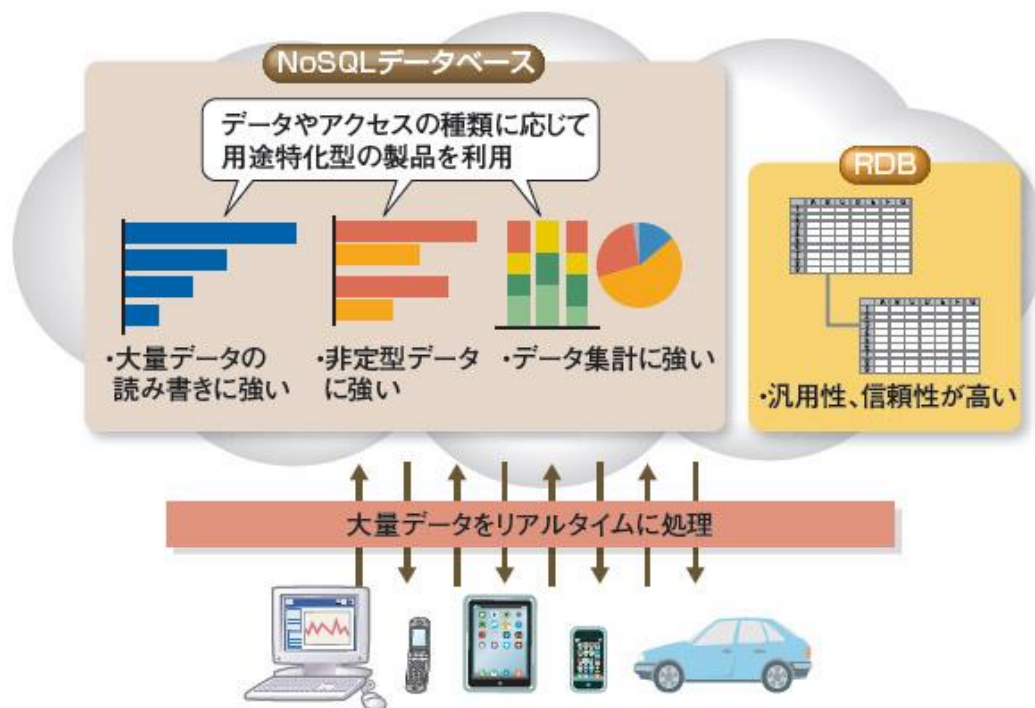 NoSQLデータベース
データやアクセスの種類に応じて
用途特化型の製品を利用
・大量データの
読み書きに強い
・非定型データ
に強い
・データ集計に強い
RDB
・汎用性、信頼性が高い
大量データをリアルタイムに処理